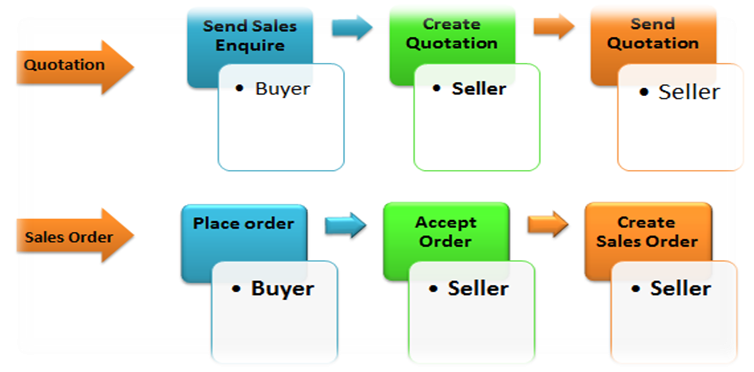 Quotation
Send Sales
Enquire
• Buyer
Create
Quotation
• Seller
Send
Quotation
• Seller
Sales Order
Place order
• Buyer
Accept
Order
• Seller
Create
Sales Order
• Seller